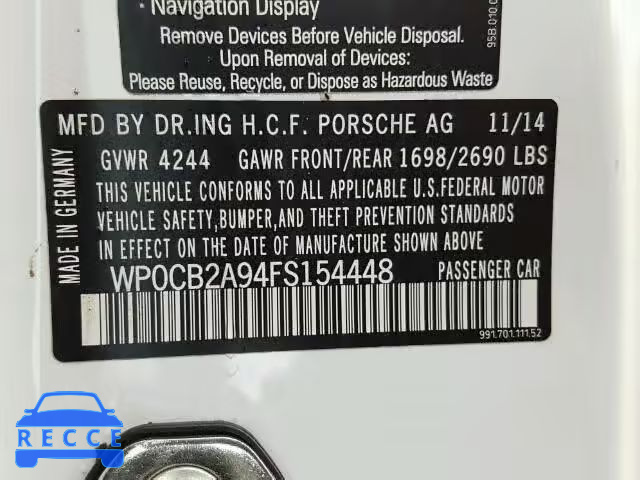 · Navigation Display
Remove Devices Before Vehicle Disposal.
Upon Removal of Devices:
Please Reuse, Recycle, or Dispose as Hazardous Waste
95B.010.0
MFD BY DR.ING H.C.F. PORSCHE AG 11/14
GVWR 4244 GAWR FRONT/REAR 1698/2690 LBS
THIS VEHICLE CONFORMS TO ALL APPLICABLE U.S.FEDERAL MOTOR
VEHICLE SAFETY,BUMPER,AND THEFT PREVENTION STANDARDS
IN EFFECT ON THE DATE OF MANUFACTURE SHOWN ABOVE.
WP0CB2A94FS154448 PASSENGER CAR
MADE IN GERMANY
991.701.111.52
RECCE